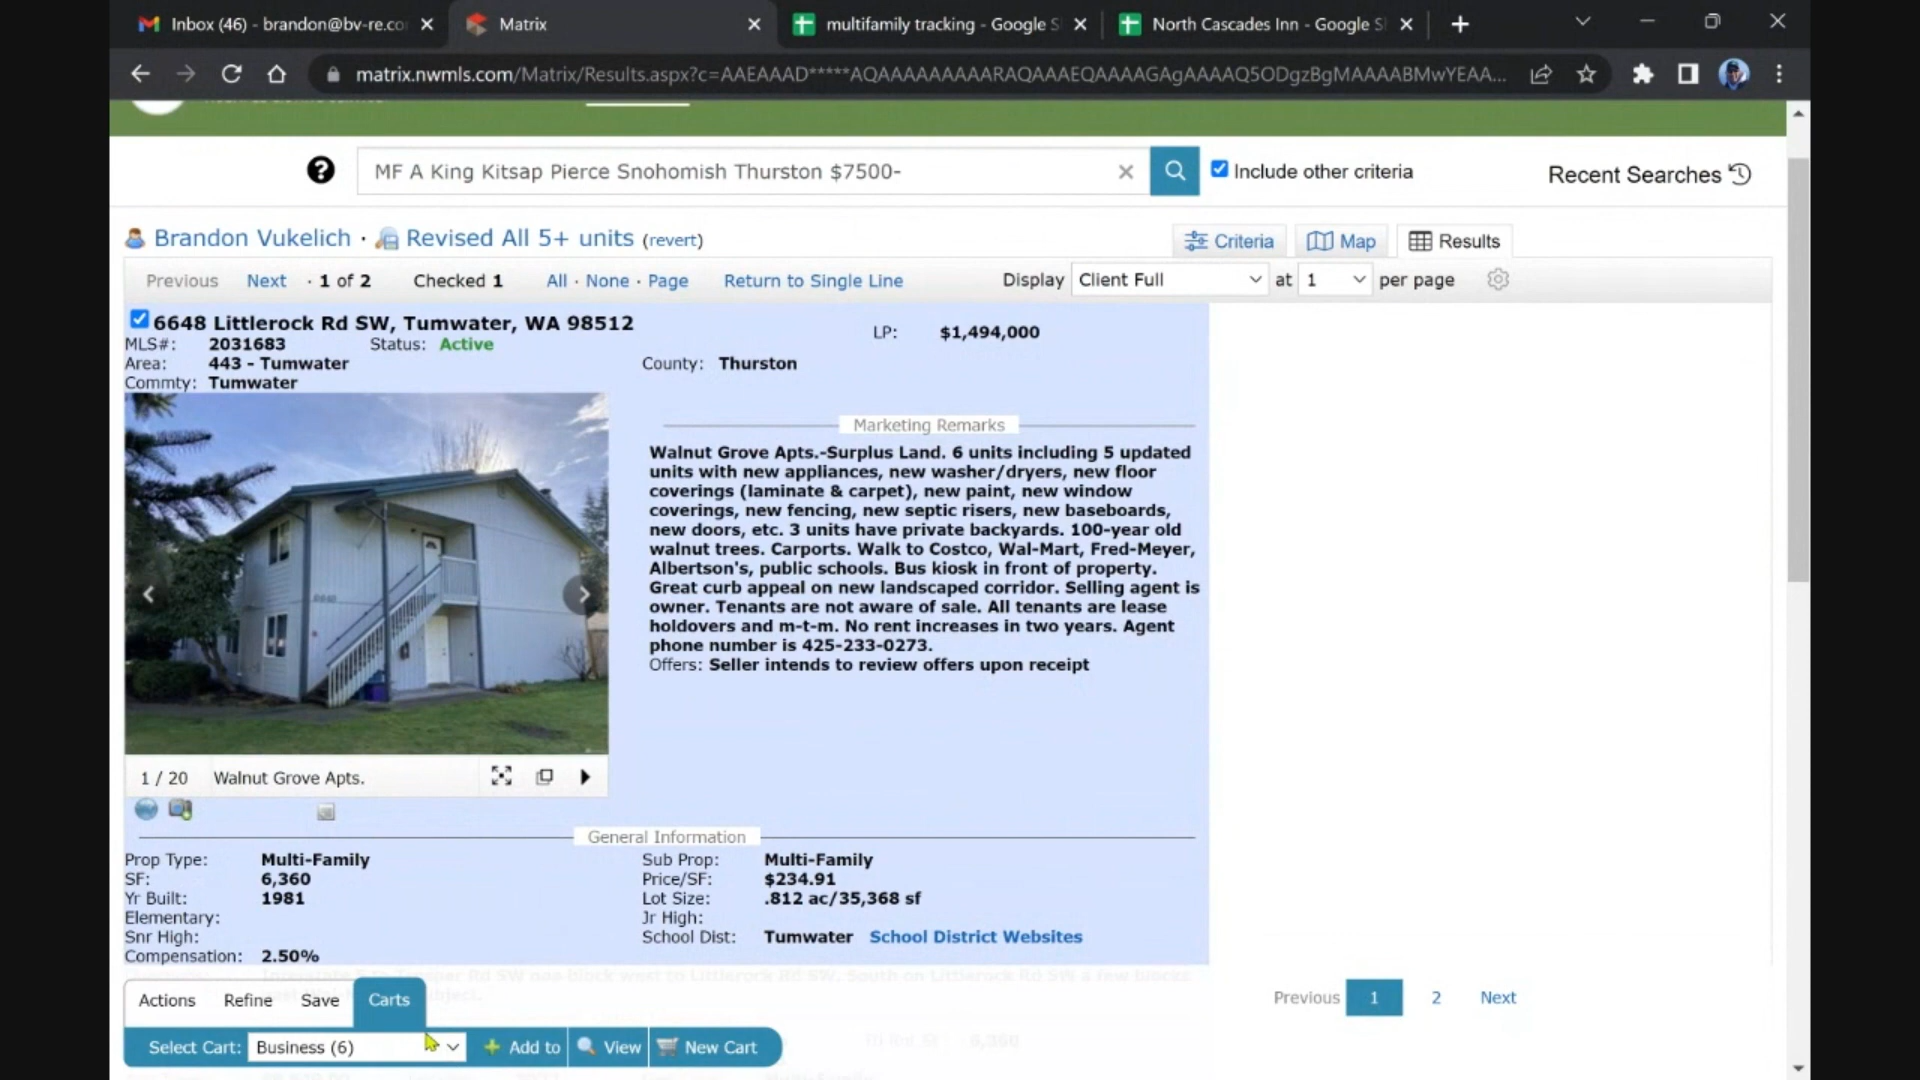 Inbox (46) - brandon@bv-re.co
Matrix
multifamily tracking - Google S
North Cascades Inn - Google S
matrix.nwmls.com/Matrix/Results.aspx?c=AAEAAAD*****AQAAAAAAAAARAQAAAEQAAAAGAgAAAAQ5ODgzBgMAAAABMwYEAA...
MF A King Kitsap Pierce Snohomish Thurston $7500-
Include other criteria
Recent Searches
Brandon Vukelich · Revised All 5+ units (revert)
Criteria
Map
Results
Previous Next · 1 of 2 Checked 1 All · None · Page Return to Single Line Display Client Full at 1 per page
6648 Littlerock Rd SW, Tumwater, WA 98512
LP: $1,494,000
MLS#: 2031683 Status: Active
Area: 443 - Tumwater County: Thurston
Commty: Tumwater
Marketing Remarks
Walnut Grove Apts.-Surplus Land. 6 units including 5 updated
units with new appliances, new washer/dryers, new floor
coverings (laminate & carpet), new paint, new window
coverings, new fencing, new septic risers, new baseboards,
new doors, etc. 3 units have private backyards. 100-year old
walnut trees. Carports. Walk to Costco, Wal-Mart, Fred-Meyer,
Albertson's, public schools. Bus kiosk in front of property.
Great curb appeal on new landscaped corridor. Selling agent is
owner. Tenants are not aware of sale. All tenants are lease
holdovers and m-t-m. No rent increases in two years. Agent
phone number is 425-233-0273.
Offers: Seller intends to review offers upon receipt
1 / 20 Walnut Grove Apts.
General Information
Prop Type: Multi-Family Sub Prop: Multi-Family
SF: 6,360 Price/SF: $234.91
Yr Built: 1981 Lot Size: .812 ac/35,368 sf
Elementary: Jr High:
Snr High: School Dist: Tumwater School District Websites
Compensation: 2.50%
Actions Refine Save Carts
Previous 1 2 Next
Select Cart: Business (6) Add to View New Cart